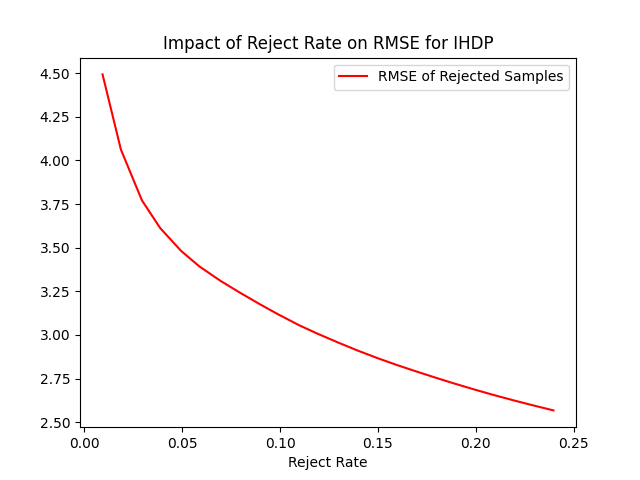 Impact of Reject Rate on RMSE for IHDP
RMSE of Rejected Samples
4.50
4.25
4.00
3.75
3.50
3.25
3.00
2.75
2.50
0.00 0.05 0.10 0.15 0.20 0.25
Reject Rate